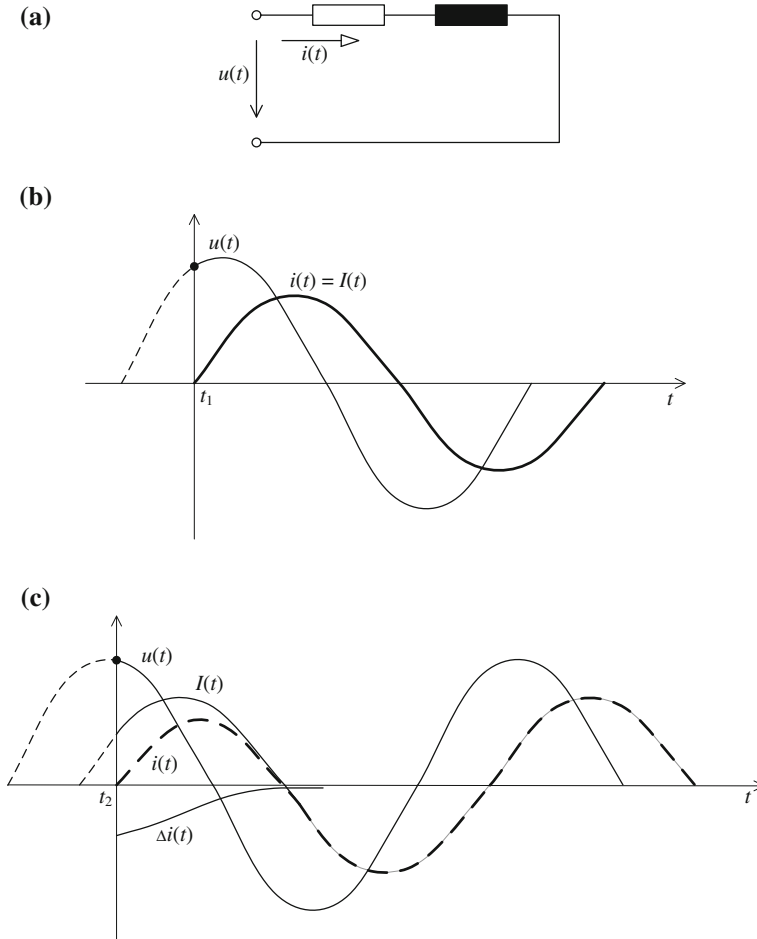 (a)
i(t)
u(t)
(b)
u(t)
i(t) = I(t)
t₁
t
(c)
u(t)
I(t)
i(t)
t₂
t
Δi(t)